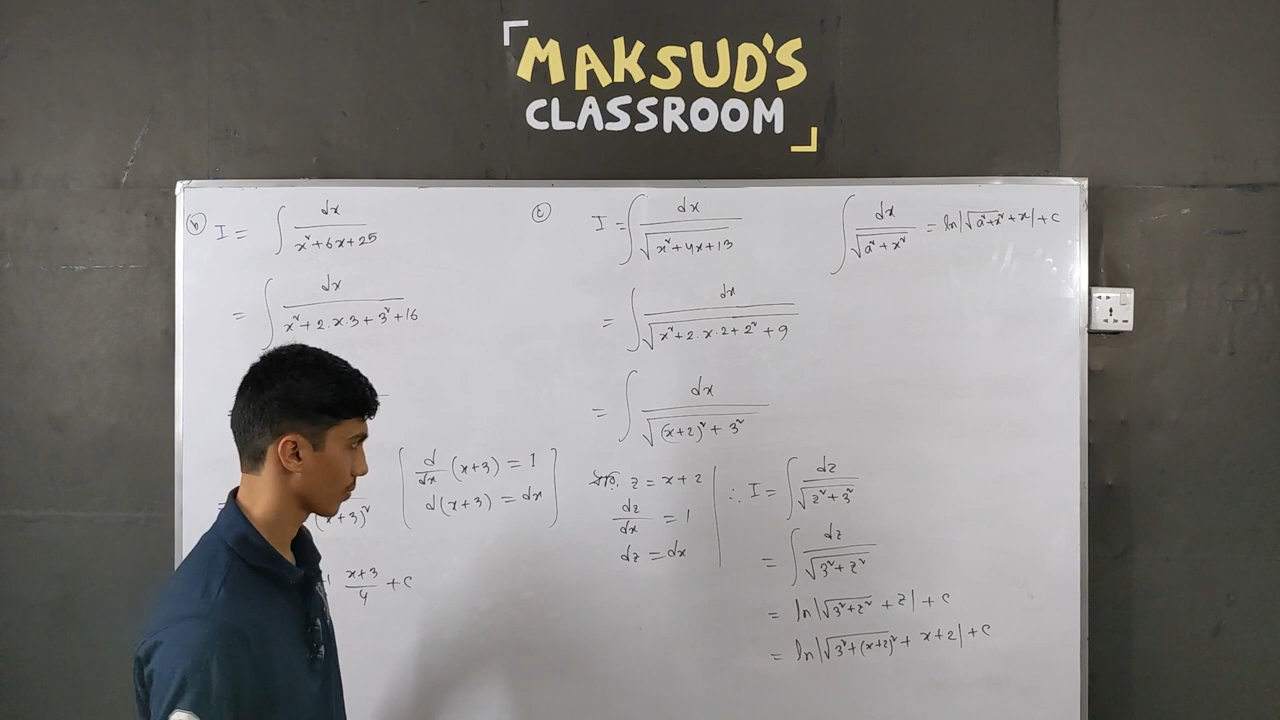 MAKSUD'S
CLASSROOM
(b) I = ∫ dx / (x² + 6x + 25)
= ∫ dx / (x² + 2.x.3 + 3² + 16)
=
(x+3)²
[ d/dx (x+3) = 1
d(x+3) = dx ]
(x+3)/4 + c
(c) I = ∫ dx / √(x² + 4x + 13)
= ∫ dx / √(x² + 2.x.2 + 2² + 9)
= ∫ dx / √((x+2)² + 3²)
ধরি, z = x + 2
dz/dx = 1
dz = dx
∴ I = ∫ dz / √(z² + 3²)
= ∫ dz / √(3² + z²)
= ln|√(3² + z²) + z| + c
= ln|√(3² + (x+2)²) + x + 2| + c
∫ dx / √(a² + x²) = ln|√(a² + x²) + x| + c